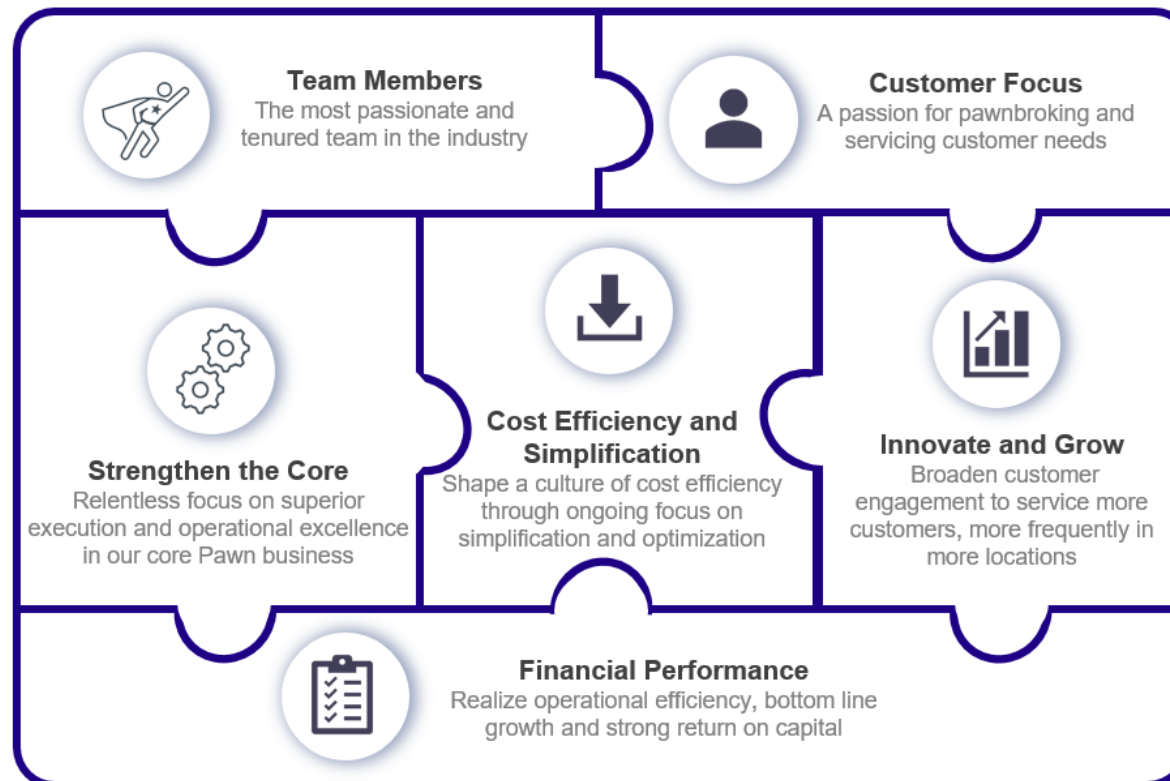 Team Members
The most passionate and
tenured team in the industry
Customer Focus
A passion for pawnbroking and
servicing customer needs
Strengthen the Core
Relentless focus on superior
execution and operational excellence
in our core Pawn business
Cost Efficiency and
Simplification
Shape a culture of cost efficiency
through ongoing focus on
simplification and optimization
Innovate and Grow
Broaden customer
engagement to service more
customers, more frequently in
more locations
Financial Performance
Realize operational efficiency, bottom line
growth and strong return on capital